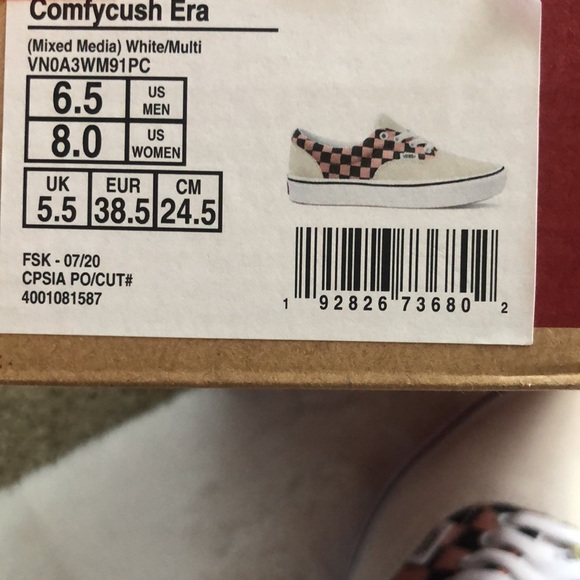 Comfycush Era
(Mixed Media) White/Multi
VN0A3WM91PC
6.5 US MEN
8.0 US WOMEN
UK EUR CM
5.5 38.5 24.5
FSK - 07/20
CPSIA PO/CUT#
4001081587
1 92826 73680 2